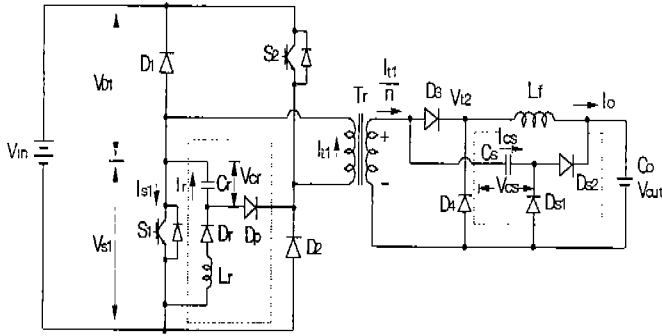 S2
D1
VD1
It1
n
Tr
D3
Vt2
Lf
Io
Vin
It1
+
-
Ics
Cs
Co
Vout
Vcs
Ds2
Ir
Cr
Vcr
Is1
D4
Ds1
Vs1
S1
Dr
Dp
D2
Lr